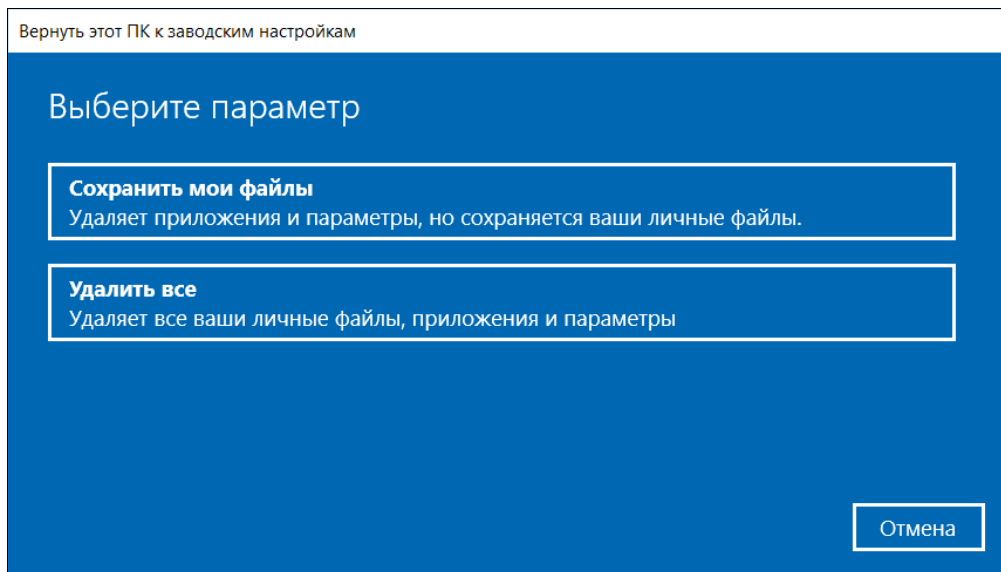 Вернуть этот ПК к заводским настройкам
Выберите параметр
Сохранить мои файлы
Удаляет приложения и параметры, но сохраняется ваши личные файлы.
Удалить все
Удаляет все ваши личные файлы, приложения и параметры
Отмена